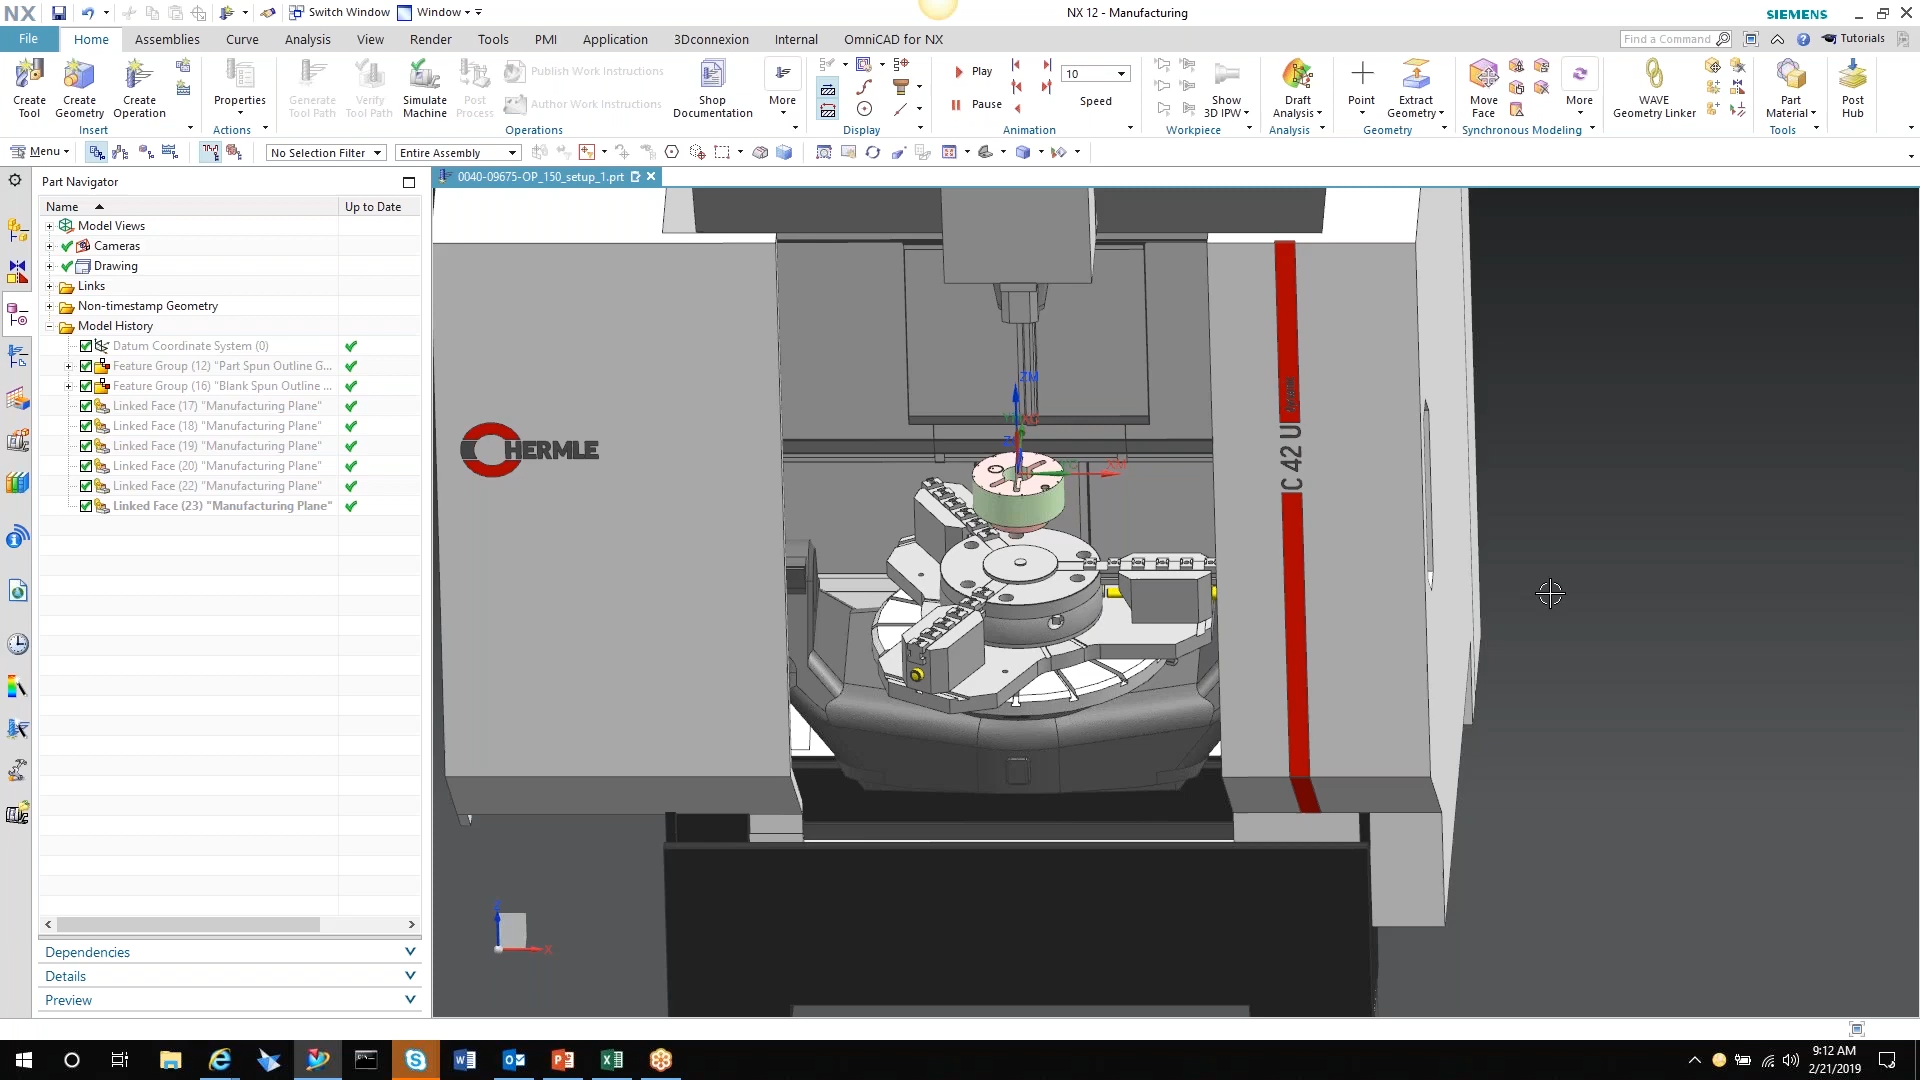 NX
Switch Window
Window
NX 12 - Manufacturing
SIEMENS
File
Home
Assemblies
Curve
Analysis
View
Render
Tools
PMI
Application
3Dconnexion
Internal
OmniCAD for NX
Find a Command
Tutorials
Create Tool
Create Geometry
Create Operation
Insert
Properties
Actions
Generate Tool Path
Verify Tool Path
Simulate Machine
Post Process
Publish Work Instructions
Author Work Instructions
Shop Documentation
More
Operations
Display
Play
Pause
10
Speed
Animation
Show 3D IPW
Workpiece
Draft Analysis
Analysis
Point
Extract Geometry
Geometry
Move Face
More
Synchronous Modeling
WAVE Geometry Linker
Part Material
Tools
Post Hub
Menu
No Selection Filter
Entire Assembly
Part Navigator
0040-09675-OP_150_setup_1.prt
Name
Up to Date
Model Views
Cameras
Drawing
Links
Non-timestamp Geometry
Model History
Datum Coordinate System (0)
Feature Group (12) "Part Spun Outline G...
Feature Group (16) "Blank Spun Outline ...
Linked Face (17) "Manufacturing Plane"
Linked Face (18) "Manufacturing Plane"
Linked Face (19) "Manufacturing Plane"
Linked Face (20) "Manufacturing Plane"
Linked Face (22) "Manufacturing Plane"
Linked Face (23) "Manufacturing Plane"
Dependencies
Details
Preview
HERMLE
C 42 U
ZM
X
9:12 AM
2/21/2019